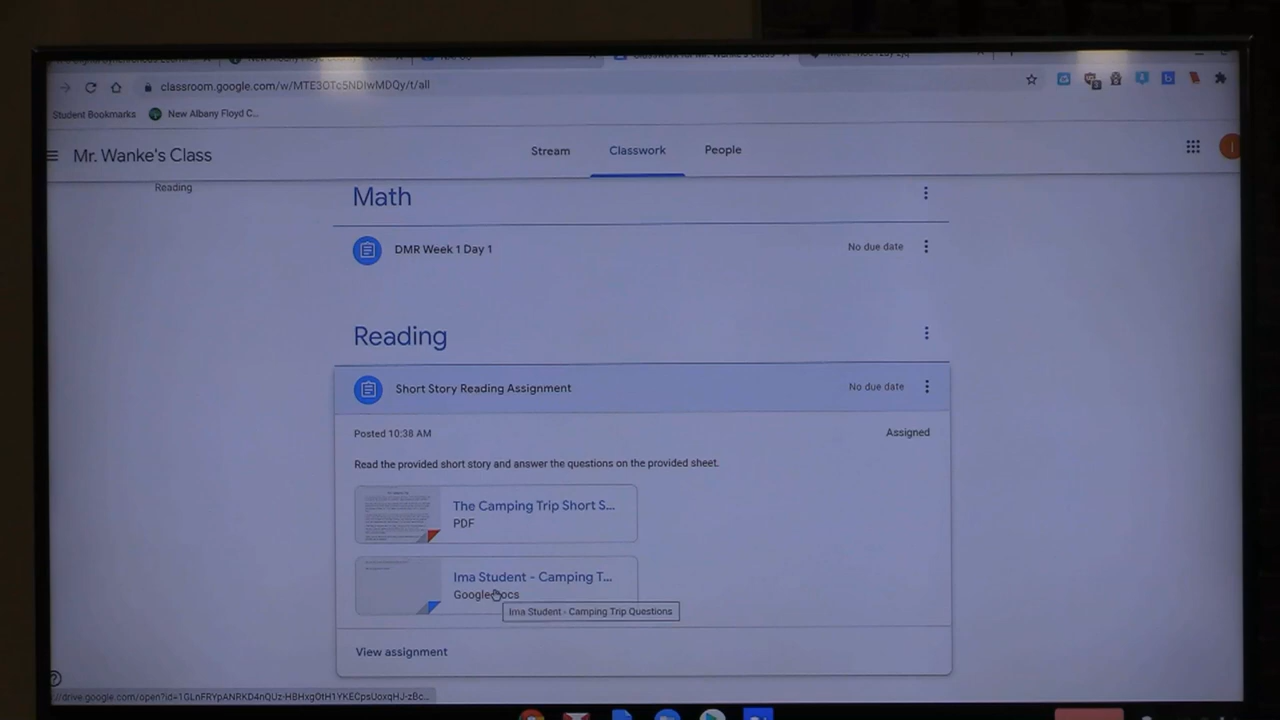 classroom.google.com/w/MTE3OTc5NDIwMDQy/t/all
Student Bookmarks
New Albany Floyd C...
Mr. Wanke's Class
Stream
Classwork
People
Reading
Math
DMR Week 1 Day 1
No due date
Reading
Short Story Reading Assignment
No due date
Posted 10:38 AM
Assigned
Read the provided short story and answer the questions on the provided sheet.
The Camping Trip Short S...
PDF
Ima Student - Camping T...
Google Docs
Ima Student - Camping Trip Questions
View assignment